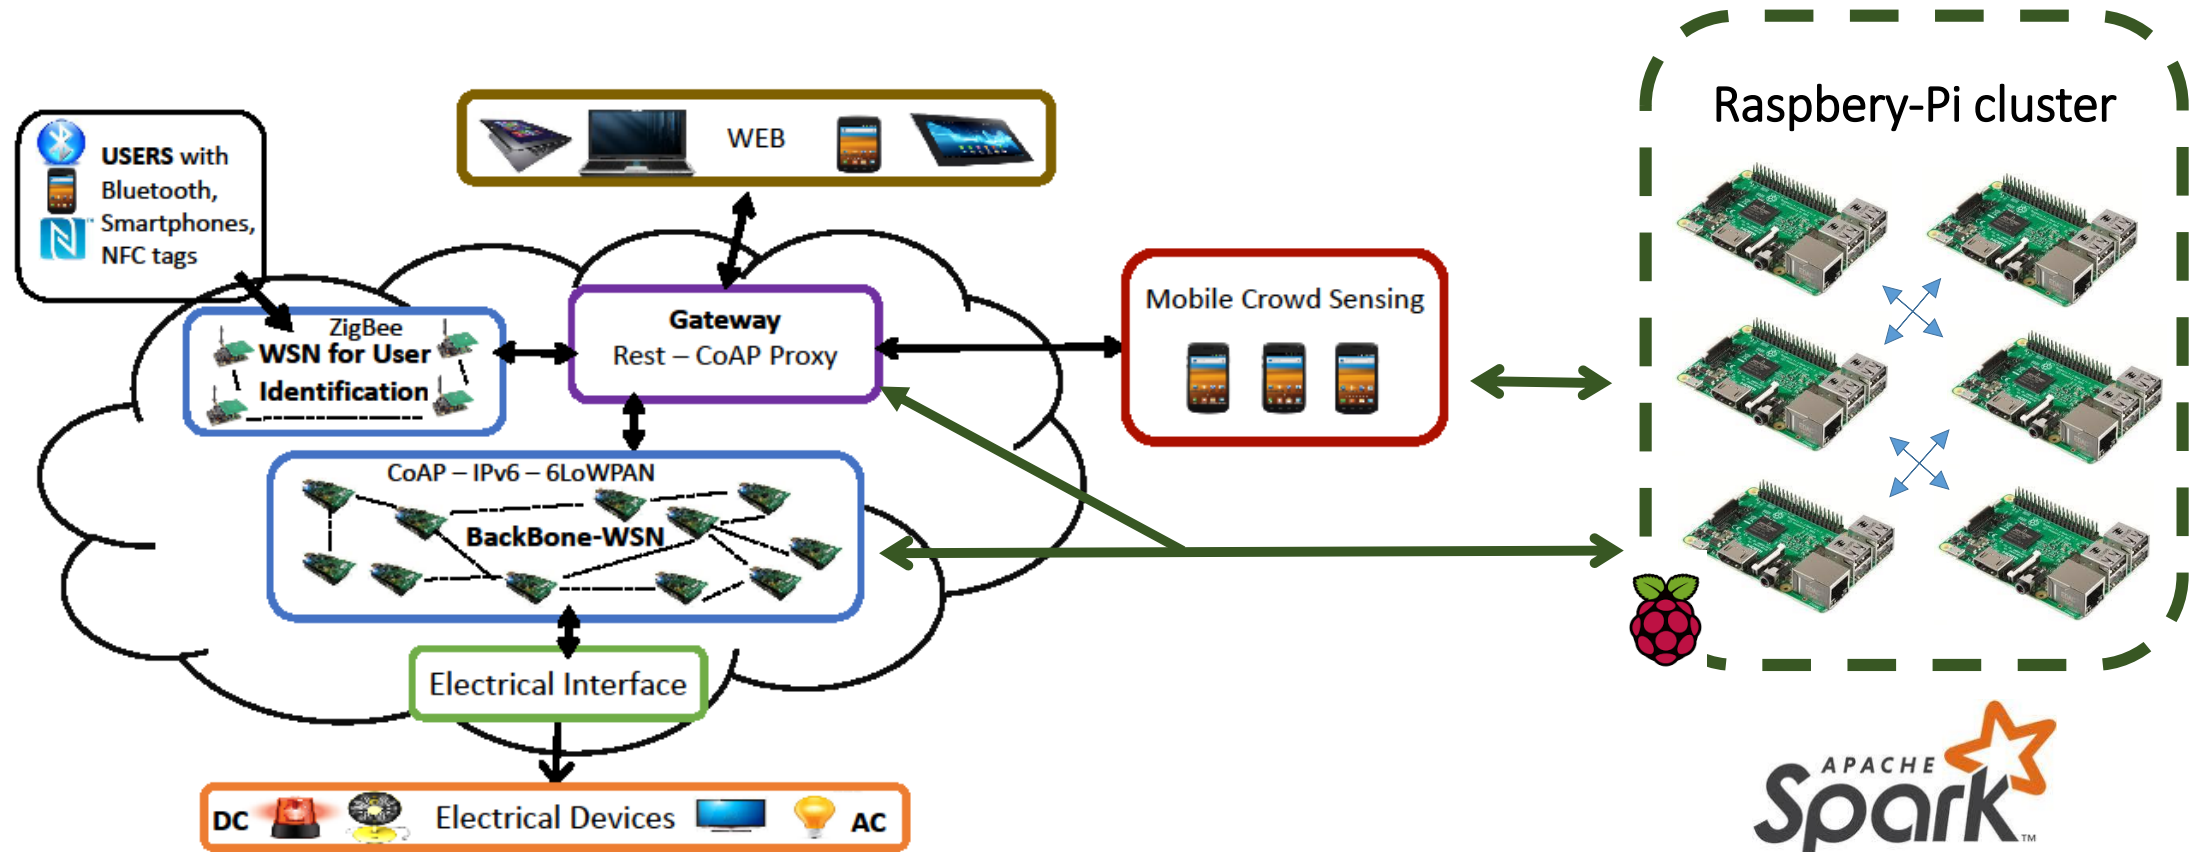 USERS with
Bluetooth,
Smartphones,
NFC tags
WEB
Raspbery-Pi cluster
ZigBee
WSN for User
Identification
Gateway
Rest – CoAP Proxy
Mobile Crowd Sensing
CoAP – IPv6 – 6LoWPAN
BackBone-WSN
Electrical Interface
DC
Electrical Devices
AC
APACHE
Spark™